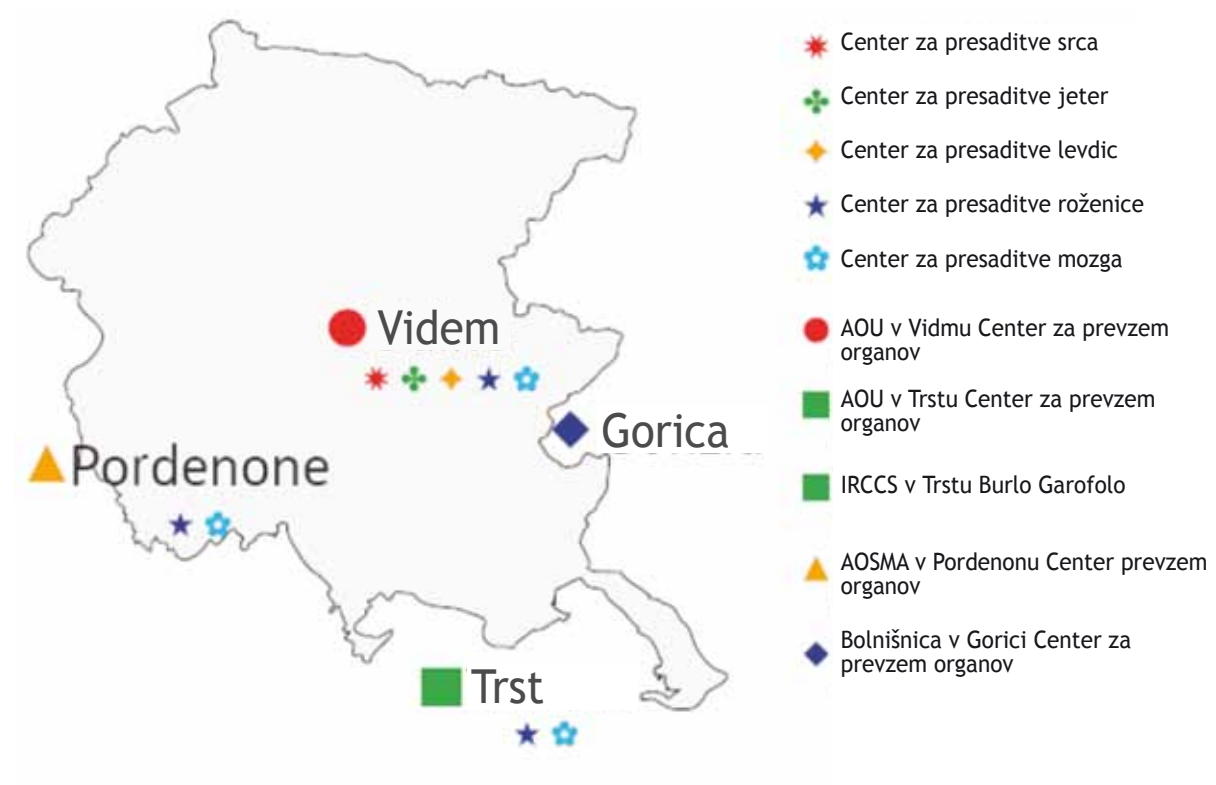 Center za presaditve srca
Center za presaditve jeter
Center za presaditve levdic
Center za presaditve roženice
Center za presaditve mozga
AOU v Vidmu Center za prevzem
organov
AOU v Trstu Center za prevzem
organov
IRCCS v Trstu Burlo Garofolo
AOSMA v Pordenonu Center prevzem
organov
Bolnišnica v Gorici Center za
prevzem organov
Videm
Gorica
Pordenone
Trst